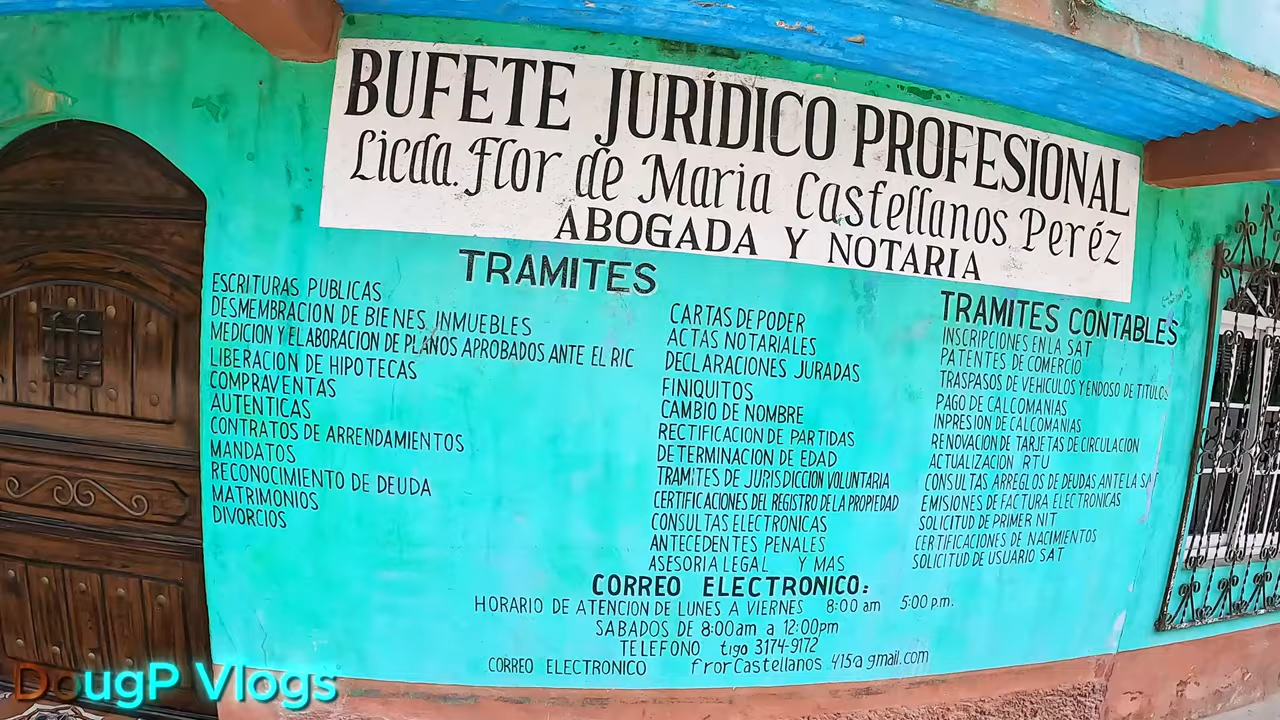 BUFETE JURÍDICO PROFESIONAL
Licda. Flor de Maria Castellanos Peréz
ABOGADA Y NOTARIA
TRAMITES
ESCRITURAS PUBLICAS
DESMEMBRACION DE BIENES INMUEBLES
MEDICION Y ELABORACION DE PLANOS APROBADOS ANTE EL RIC
LIBERACION DE HIPOTECAS
COMPRAVENTAS
AUTENTICAS
CONTRATOS DE ARRENDAMIENTOS
MANDATOS
RECONOCIMIENTO DE DEUDA
MATRIMONIOS
DIVORCIOS
CARTAS DE PODER
ACTAS NOTARIALES
DECLARACIONES JURADAS
FINIQUITOS
CAMBIO DE NOMBRE
RECTIFICACION DE PARTIDAS
DETERMINACION DE EDAD
TRAMITES DE JURISDICCION VOLUNTARIA
CERTIFICACIONES DEL REGISTRO DE LA PROPIEDAD
CONSULTAS ELECTRONICAS
ANTECEDENTES PENALES
ASESORIA LEGAL Y MAS
TRAMITES CONTABLES
INSCRIPCIONES EN LA SAT
PATENTES DE COMERCIO
TRASPASOS DE VEHICULOS Y ENDOSO DE TITULOS
PAGO DE CALCOMANIAS
INPRESION DE CALCOMANIAS
RENOVACION DE TARJETAS DE CIRCULACION
ACTUALIZACION RTU
CONSULTAS ARREGLOS DE DEUDAS ANTE LA SAT
EMISIONES DE FACTURA ELECTRONICAS
SOLICITUD DE PRIMER NIT
CERTIFICACIONES DE NACIMIENTOS
SOLICITUD DE USUARIO SAT
CORREO ELECTRONICO:
HORARIO DE ATENCION DE LUNES A VIERNES 8:00 am 5:00 p.m.
SABADOS DE 8:00 am a 12:00 pm
TELEFONO tigo 3174-9172
CORREO ELECTRONICO frorCastellanos 415a gmail.com
DougP Vlogs